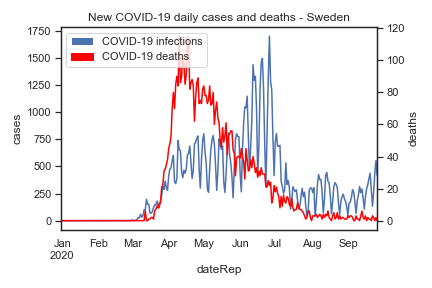 New COVID-19 daily cases and deaths - Sweden
COVID-19 infections
COVID-19 deaths
1750
1500
1250
1000
750
500
250
0
cases
120
100
80
60
40
20
0
deaths
Jan Feb Mar Apr May Jun Jul Aug Sep
2020
dateRep